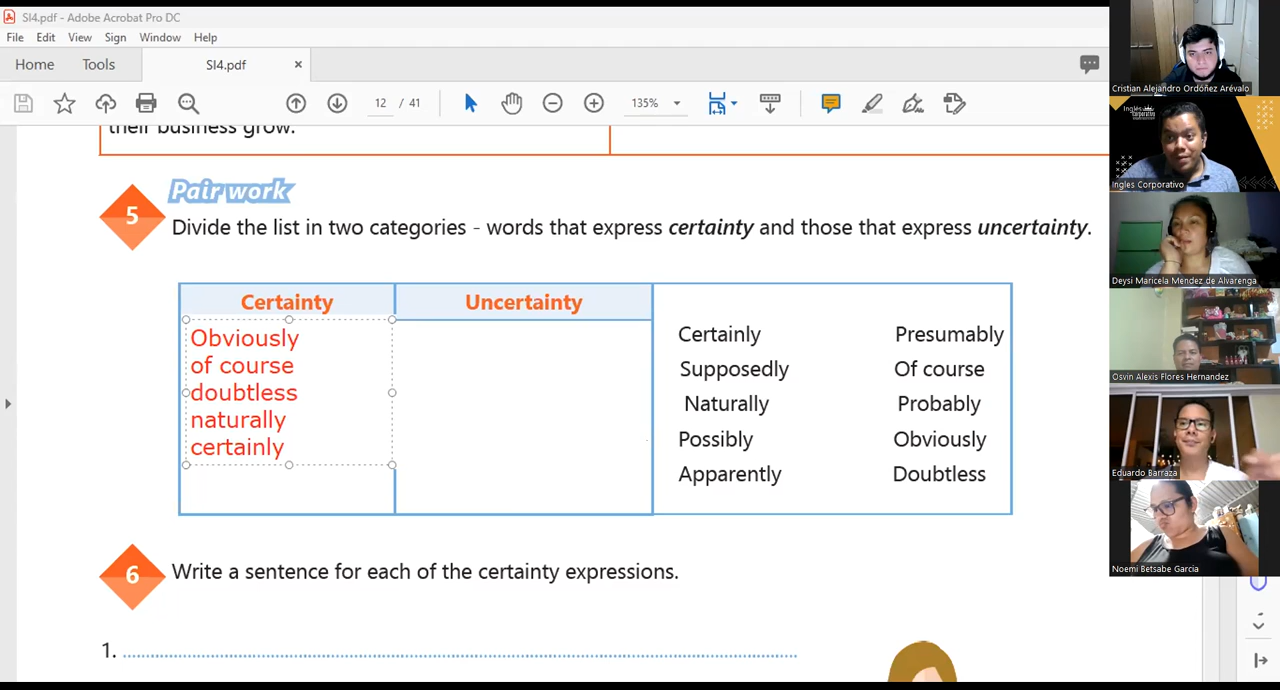 SI4.pdf - Adobe Acrobat Pro DC
File Edit View Sign Window Help
Home Tools SI4.pdf ×
12 / 41 135%
their business grow.
Pair work
5 Divide the list in two categories - words that express certainty and those that express uncertainty.
Certainty Uncertainty
Obviously
of course
doubtless
naturally
certainly
Certainly Presumably
Supposedly Of course
Naturally Probably
Possibly Obviously
Apparently Doubtless
6 Write a sentence for each of the certainty expressions.
1.
Cristian Alejandro Ordóñez Arévalo
Inglés
corporativo
Ingles Corporativo
Deysi Maricela Mendez de Alvarenga
Osvin Alexis Flores Hernandez
Eduardo Barraza
Noemi Betsabe Garcia